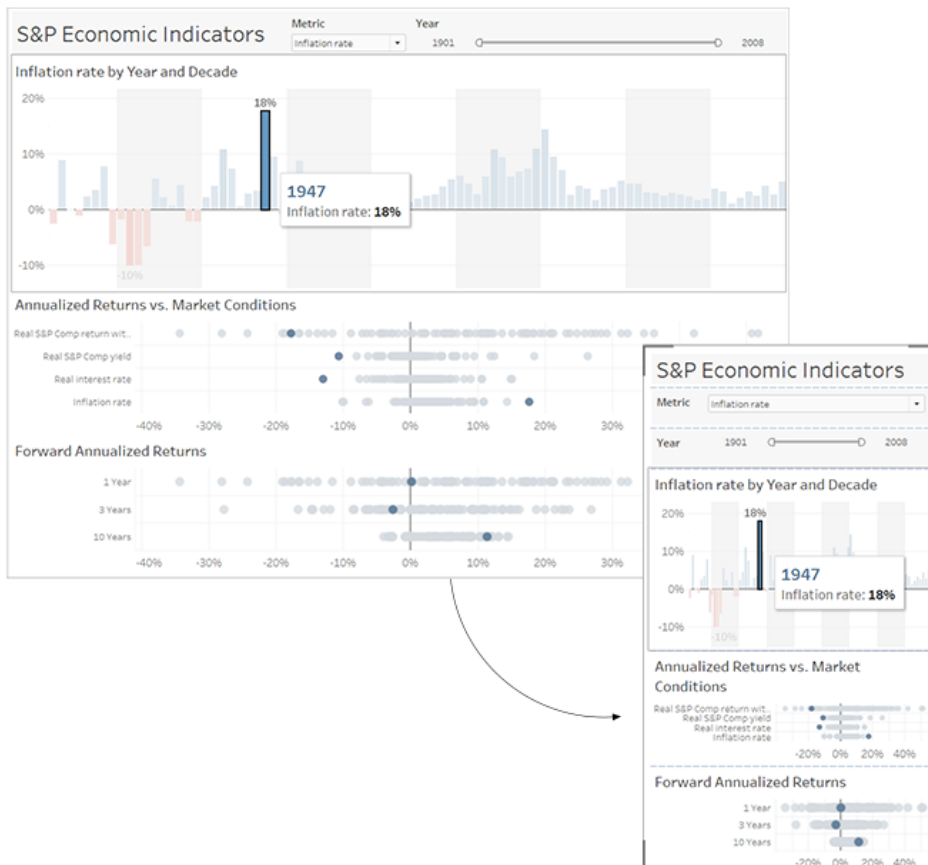 S&P Economic Indicators
Metric
Inflation rate
Year
1901
2008
Inflation rate by Year and Decade
20%
10%
0%
-10%
18%
-10%
1947
Inflation rate: 18%
Annualized Returns vs. Market Conditions
Real S&P Comp return wit..
Real S&P Comp yield
Real interest rate
Inflation rate
-40% -30% -20% -10% 0% 10% 20% 30%
Forward Annualized Returns
1 Year
3 Years
10 Years
-40% -30% -20% -10% 0% 10% 20% 30%
S&P Economic Indicators
Metric
Inflation rate
Year
1901
2008
Inflation rate by Year and Decade
20%
10%
0%
-10%
18%
-10%
1947
Inflation rate: 18%
Annualized Returns vs. Market
Conditions
Real S&P Comp return wit..
Real S&P Comp yield
Real interest rate
Inflation rate
-20% 0% 20% 40%
Forward Annualized Returns
1 Year
3 Years
10 Years
-20% 0% 20% 40%